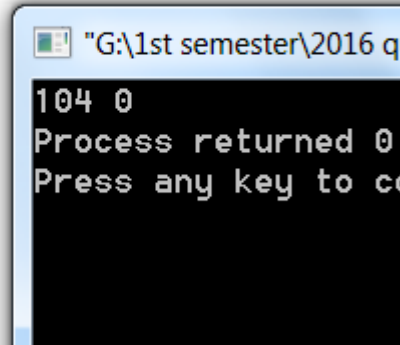 "G:\1st semester\2016 q
104 0
Process returned 0
Press any key to co